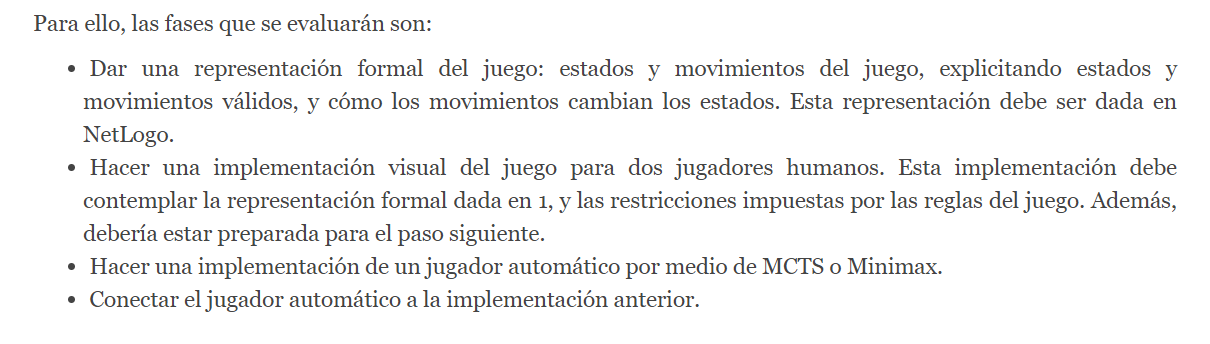 Para ello, las fases que se evaluarán son:
• Dar una representación formal del juego: estados y movimientos del juego, explicitando estados y
movimientos válidos, y cómo los movimientos cambian los estados. Esta representación debe ser dada en
NetLogo.
• Hacer una implementación visual del juego para dos jugadores humanos. Esta implementación debe
contemplar la representación formal dada en 1, y las restricciones impuestas por las reglas del juego. Además,
debería estar preparada para el paso siguiente.
• Hacer una implementación de un jugador automático por medio de MCTS o Minimax.
• Conectar el jugador automático a la implementación anterior.